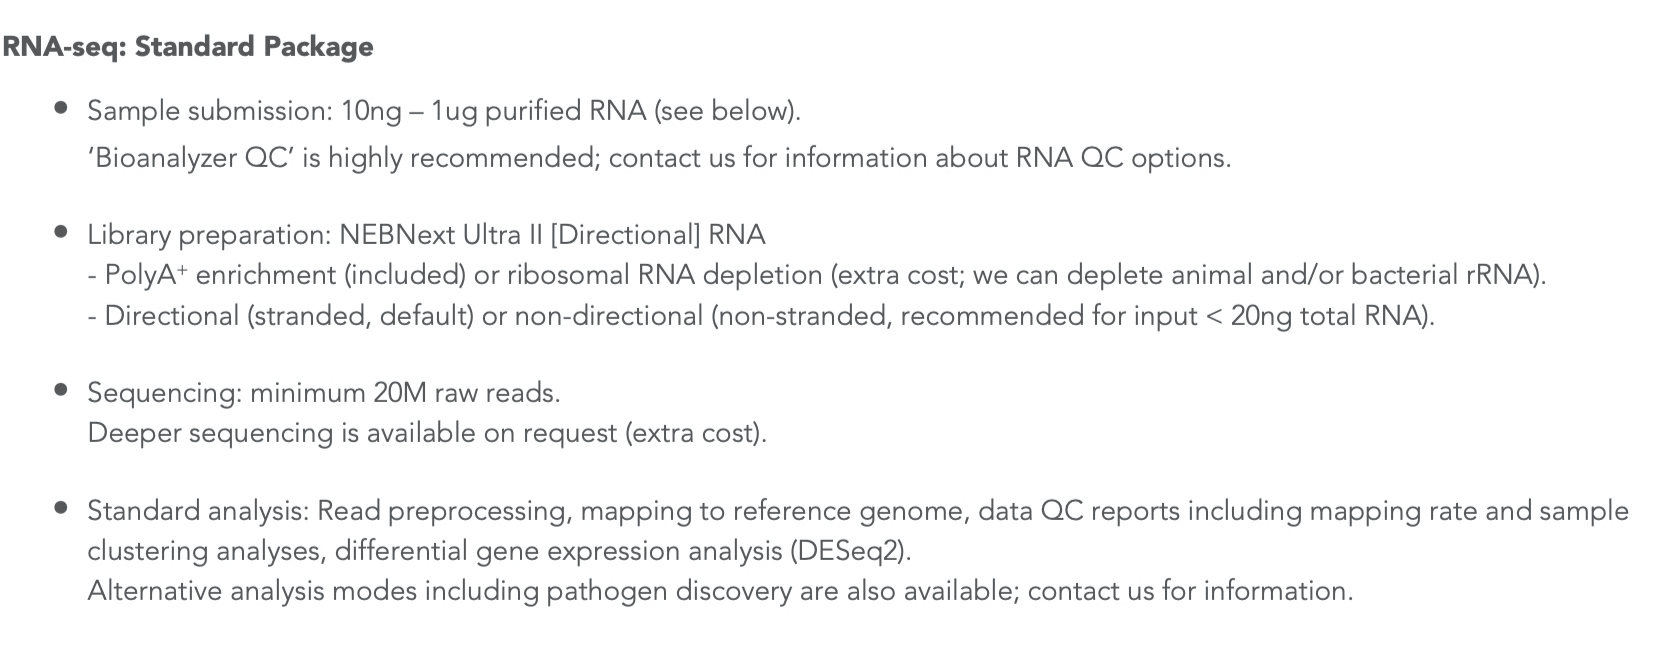 RNA-seq: Standard Package
● Sample submission: 10ng – 1ug purified RNA (see below).
‘Bioanalyzer QC’ is highly recommended; contact us for information about RNA QC options.
● Library preparation: NEBNext Ultra II [Directional] RNA
- PolyA⁺ enrichment (included) or ribosomal RNA depletion (extra cost; we can deplete animal and/or bacterial rRNA).
- Directional (stranded, default) or non-directional (non-stranded, recommended for input < 20ng total RNA).
● Sequencing: minimum 20M raw reads.
Deeper sequencing is available on request (extra cost).
● Standard analysis: Read preprocessing, mapping to reference genome, data QC reports including mapping rate and sample
clustering analyses, differential gene expression analysis (DESeq2).
Alternative analysis modes including pathogen discovery are also available; contact us for information.